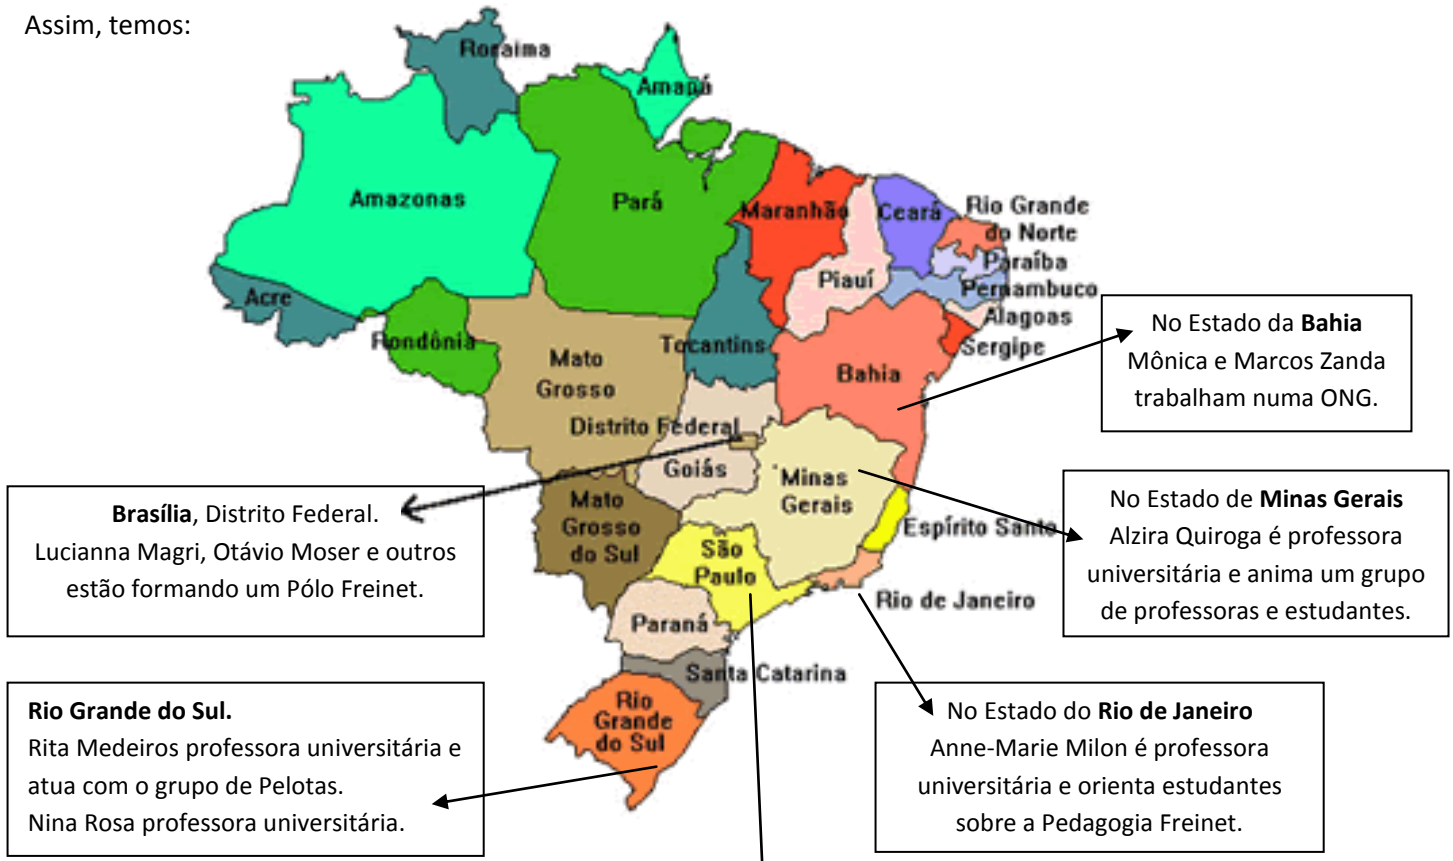 Assim, temos:
Roraima
Amapá
Amazonas
Pará
Maranhão
Ceará
Rio Grande
do Norte
Paraíba
Piauí
Pernambuco
Acre
Alagoas
Rondônia
Mato
Grosso
Tocantins
Sergipe
Bahia
No Estado da Bahia
Mônica e Marcos Zanda
trabalham numa ONG.
Distrito Federal
Goiás
Minas
Gerais
Mato
Grosso
do Sul
São
Paulo
Espírito Santo
Rio de Janeiro
Paraná
Santa Catarina
Rio
Grande
do Sul
Brasília, Distrito Federal.
Lucianna Magri, Otávio Moser e outros
estão formando um Pólo Freinet.
No Estado de Minas Gerais
Alzira Quiroga é professora
universitária e anima um grupo
de professoras e estudantes.
Rio Grande do Sul.
Rita Medeiros professora universitária e
atua com o grupo de Pelotas.
Nina Rosa professora universitária.
No Estado do Rio de Janeiro
Anne-Marie Milon é professora
universitária e orienta estudantes
sobre a Pedagogia Freinet.